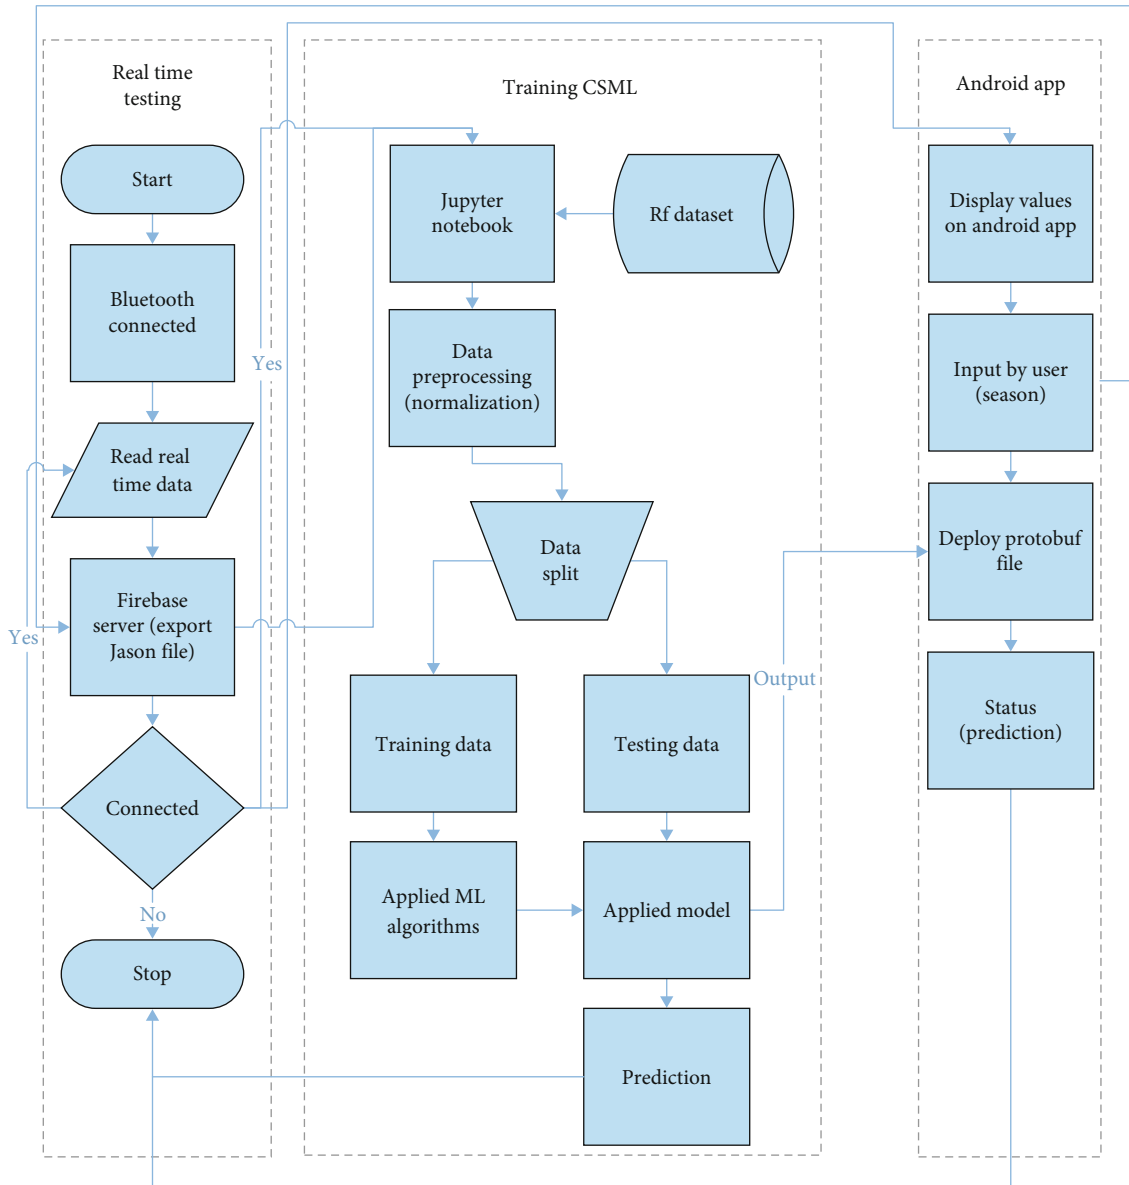 Real time
testing
Start
Bluetooth
connected
Read real
time data
Firebase
server (export
Jason file)
Yes
Yes
Connected
No
Stop
Training CSML
Jupyter
notebook
Rf dataset
Data
preprocessing
(normalization)
Data
split
Training data
Testing data
Applied ML
algorithms
Applied model
Output
Prediction
Android app
Display values
on android app
Input by user
(season)
Deploy protobuf
file
Status
(prediction)